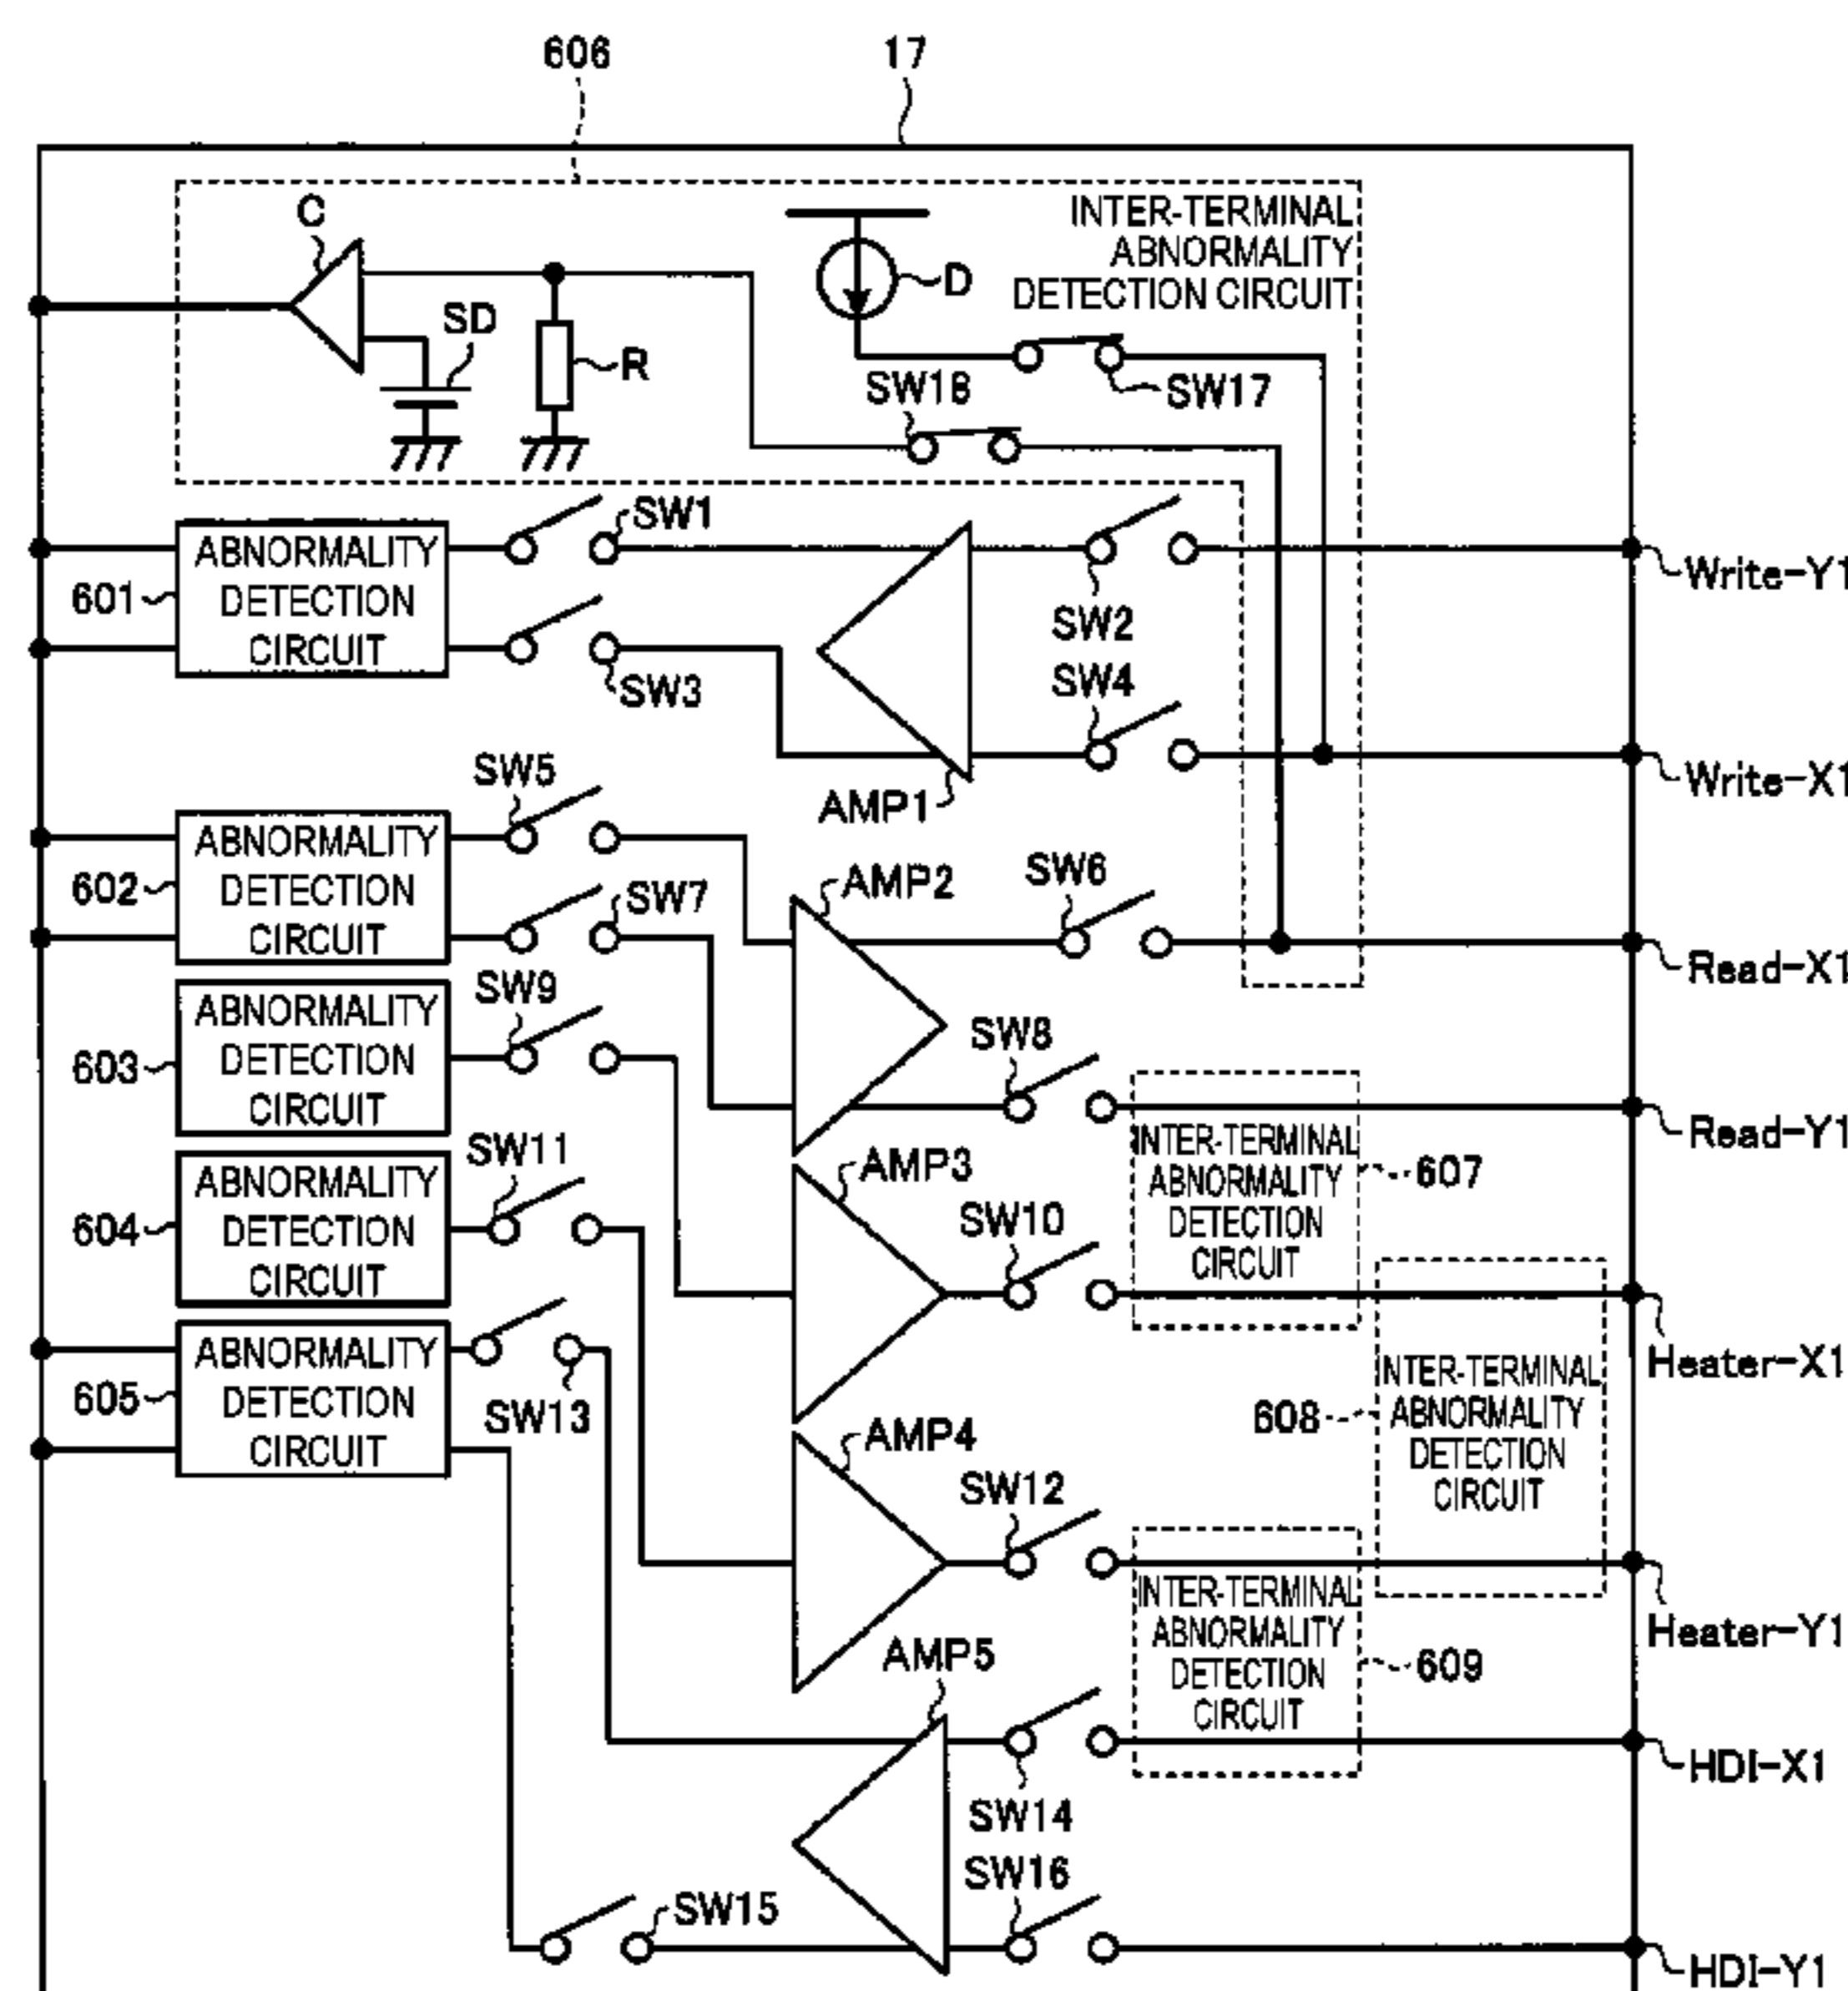 606
17
C
INTER-TERMINAL
ABNORMALITY
DETECTION CIRCUIT
D
SD
R
SW18
SW17
SW1
ABNORMALITY
DETECTION
CIRCUIT
601
SW2
Write-Y1
SW3
SW4
SW5
AMP1
Write-X1
ABNORMALITY
DETECTION
CIRCUIT
602
SW7
AMP2
SW6
Read-X1
SW9
ABNORMALITY
DETECTION
CIRCUIT
603
SW8
Read-Y1
SW11
AMP3
INTER-TERMINAL
ABNORMALITY
DETECTION
CIRCUIT
607
ABNORMALITY
DETECTION
CIRCUIT
604
SW10
Heater-X1
ABNORMALITY
DETECTION
CIRCUIT
605
SW13
AMP4
608
NTER-TERMINAL
ABNORMALITY
DETECTION
CIRCUIT
SW12
Heater-Y1
INTER-TERMINAL
ABNORMALITY
DETECTION
CIRCUIT
609
AMP5
SW14
HDI-X1
SW16
SW15
HDI-Y1